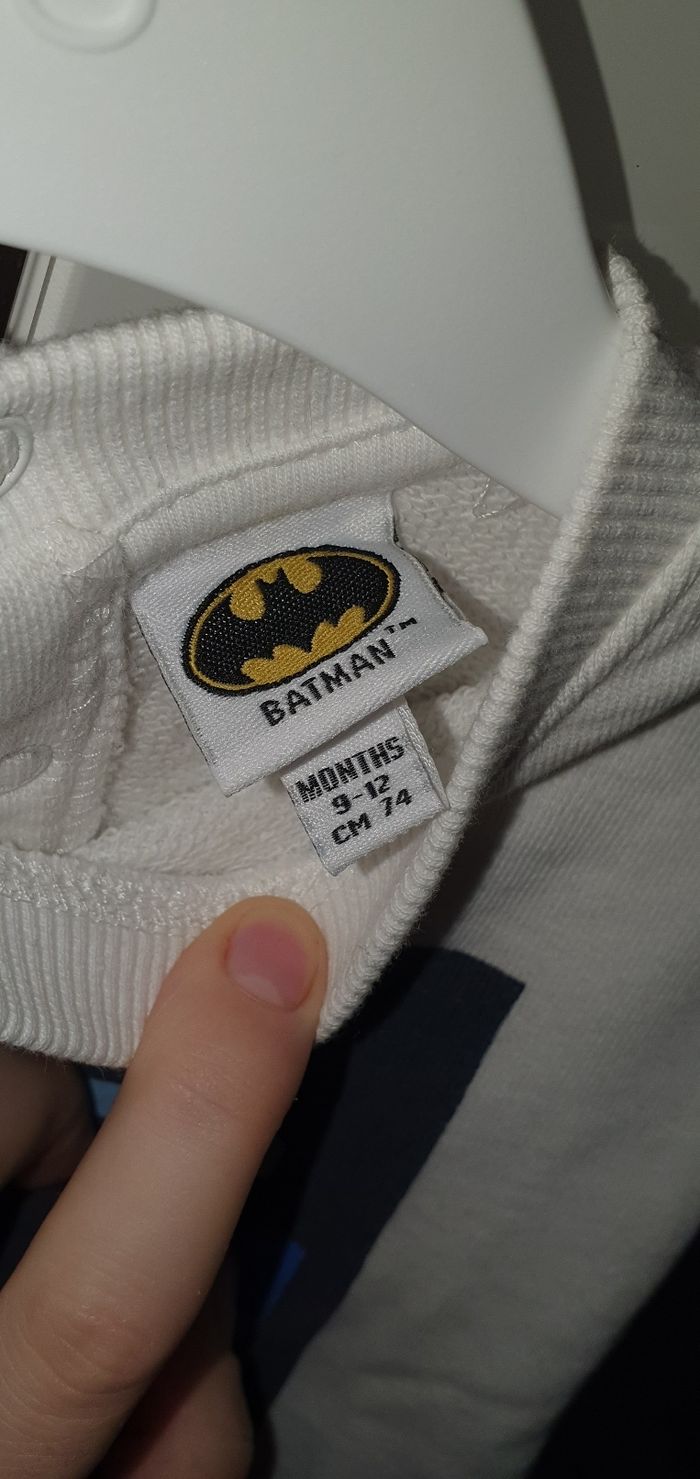 BATMAN™
MONTHS
9-12
CM 74